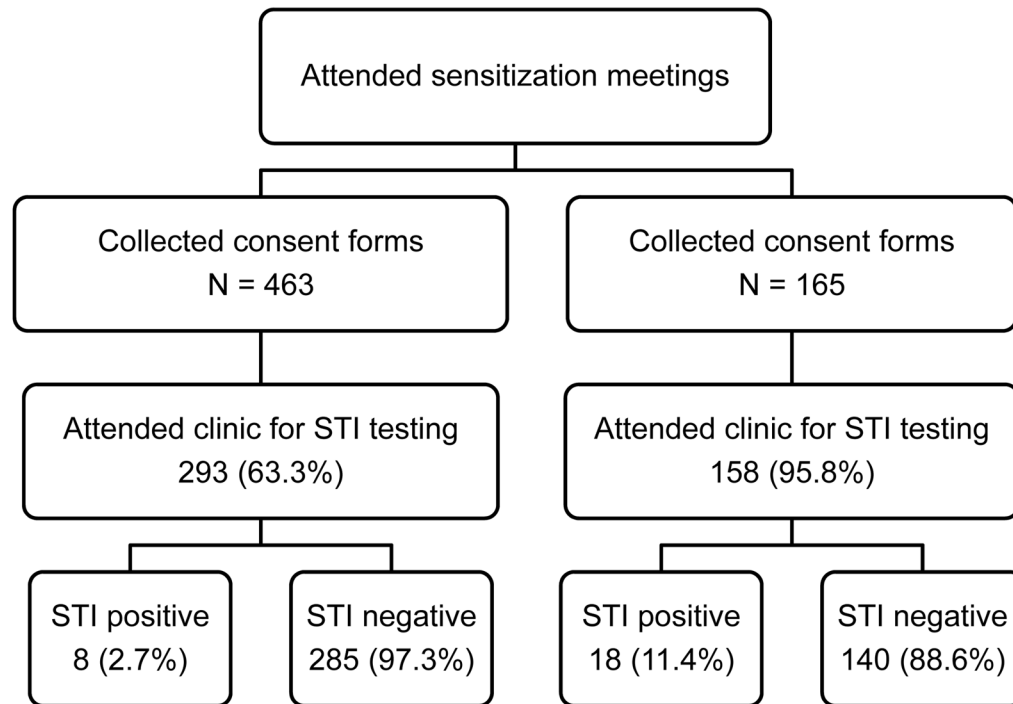 Attended sensitization meetings
Collected consent forms
N = 463
Collected consent forms
N = 165
Attended clinic for STI testing
293 (63.3%)
Attended clinic for STI testing
158 (95.8%)
STI positive
8 (2.7%)
STI negative
285 (97.3%)
STI positive
18 (11.4%)
STI negative
140 (88.6%)